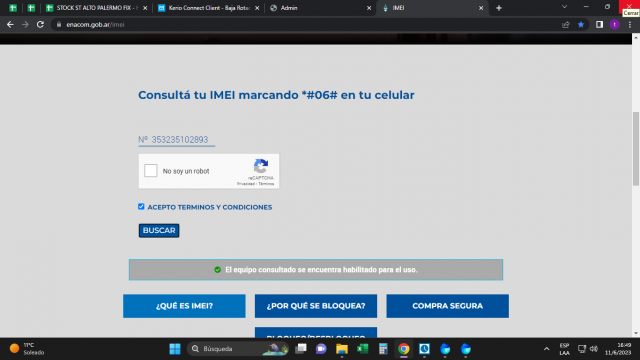 STOCK ST ALTO PALERMO FIX -
Kerio Connect Client - Baja Rota
Admin
IMEI
Cerrar
enacom.gob.ar/imei
Consultá tu IMEI marcando *#06# en tu celular
Nº 353235102893
No soy un robot
reCAPTCHA
Privacidad - Términos
ACEPTO TERMINOS Y CONDICIONES
BUSCAR
El equipo consultado se encuentra habilitado para el uso.
¿QUÉ ES IMEI?
¿POR QUÉ SE BLOQUEA?
COMPRA SEGURA
BLOQUEO/DESBLOQUEO
11°C
Soleado
Búsqueda
ESP
LAA
16:49
11/6/2023